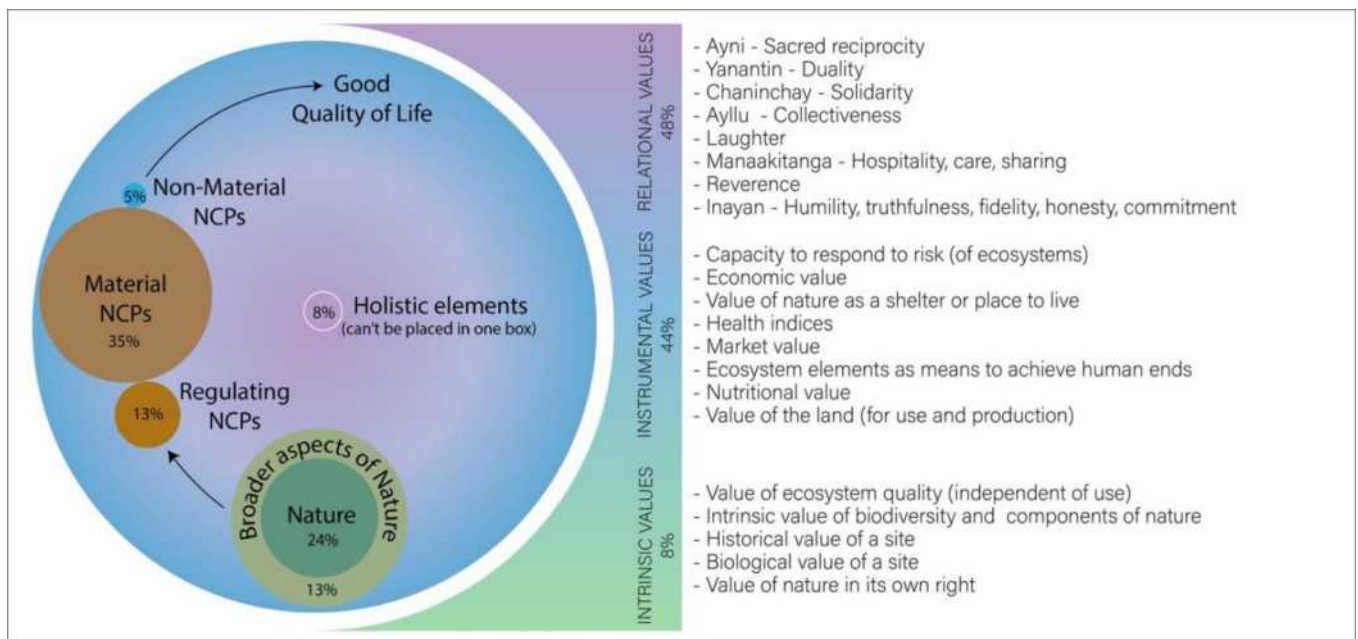 Good
Quality of Life
5%
Non-Material
NCPs
Material
NCPs
35%
8%
Holistic elements
(can't be placed in one box)
13%
Regulating
NCPs
Broader aspects of Nature
Nature
24%
13%
RELATIONAL VALUES
48%
INSTRUMENTAL VALUES
44%
INTRINSIC VALUES
8%
- Ayni - Sacred reciprocity
- Yanantin - Duality
- Chaninchay - Solidarity
- Ayllu - Collectiveness
- Laughter
- Manaakitanga - Hospitality, care, sharing
- Reverence
- Inayan - Humility, truthfulness, fidelity, honesty, commitment
- Capacity to respond to risk (of ecosystems)
- Economic value
- Value of nature as a shelter or place to live
- Health indices
- Market value
- Ecosystem elements as means to achieve human ends
- Nutritional value
- Value of the land (for use and production)
- Value of ecosystem quality (independent of use)
- Intrinsic value of biodiversity and components of nature
- Historical value of a site
- Biological value of a site
- Value of nature in its own right